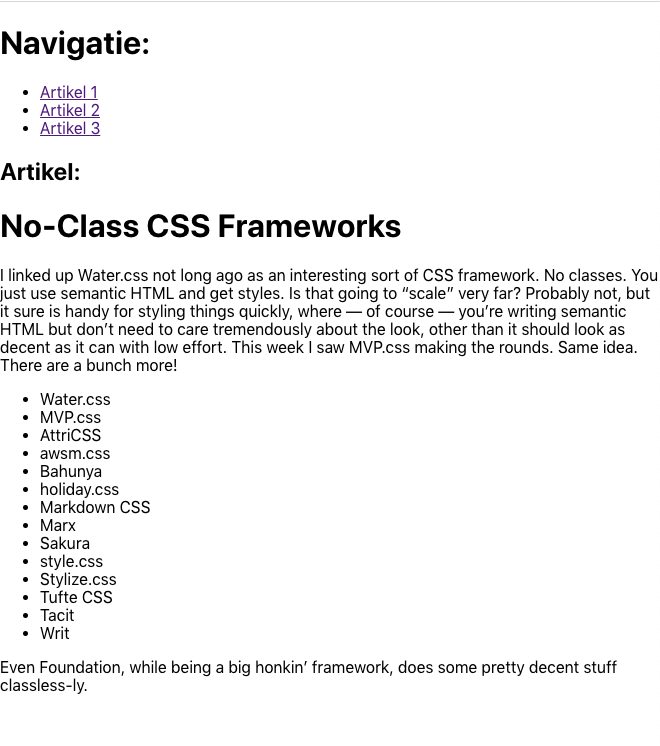 Navigatie:
Artikel 1
Artikel 2
Artikel 3
Artikel:
No-Class CSS Frameworks
I linked up Water.css not long ago as an interesting sort of CSS framework. No classes. You
just use semantic HTML and get styles. Is that going to “scale” very far? Probably not, but
it sure is handy for styling things quickly, where — of course — you’re writing semantic
HTML but don’t need to care tremendously about the look, other than it should look as
decent as it can with low effort. This week I saw MVP.css making the rounds. Same idea.
There are a bunch more!
Water.css
MVP.css
AttriCSS
awsm.css
Bahunya
holiday.css
Markdown CSS
Marx
Sakura
style.css
Stylize.css
Tufte CSS
Tacit
Writ
Even Foundation, while being a big honkin’ framework, does some pretty decent stuff
classless-ly.